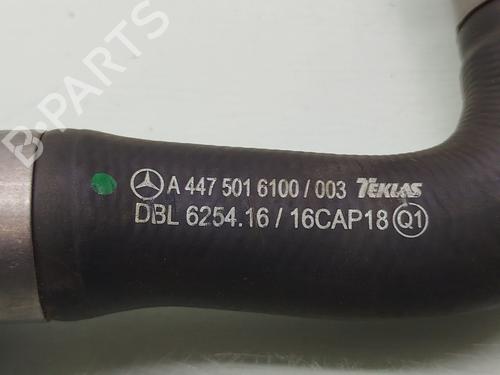 B-PARTS
A 447 501 6100 / 003 TEKLAS
DBL 6254.16 / 16CAP18 Q1